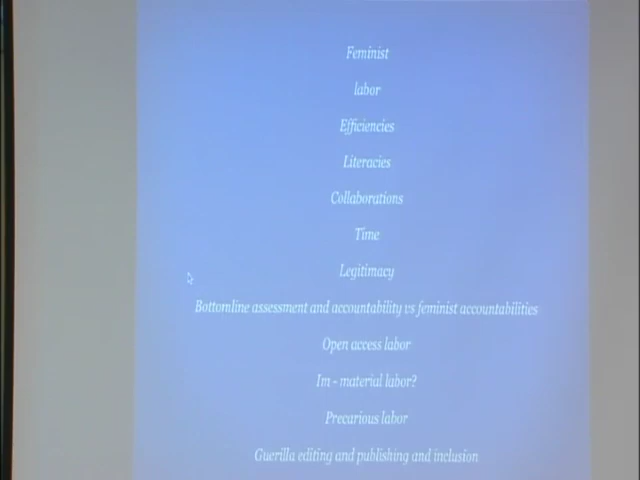 Feminist
labor
Efficiencies
Literacies
Collaborations
Time
Legitimacy
Bottomline assessment and accountability vs feminist accountabilities
Open access labor
Im - material labor?
Precarious labor
Guerilla editing and publishing and inclusion